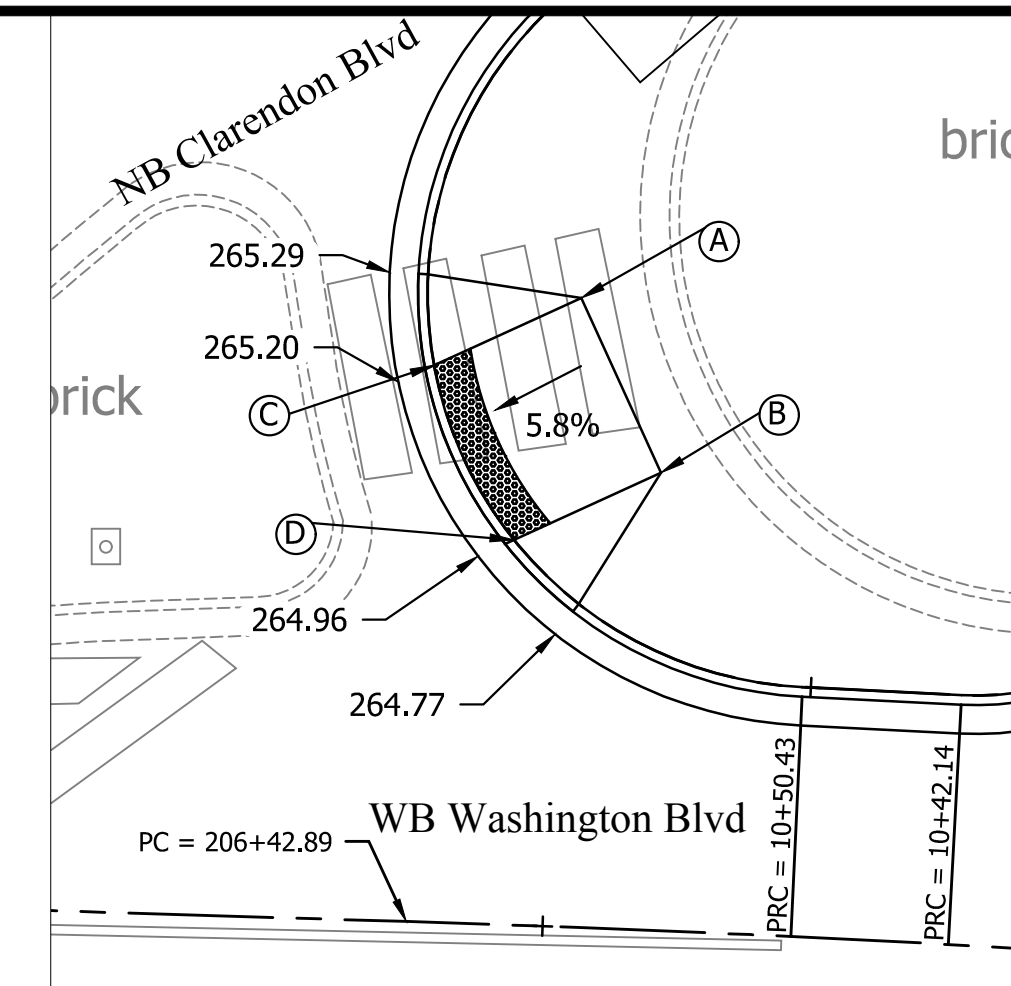 NB Clarendon Blvd
265.29
265.20
A
C
5.8%
B
brick
D
264.96
264.77
WB Washington Blvd
PC = 206+42.89
PRC = 10+50.43
PRC = 10+42.14